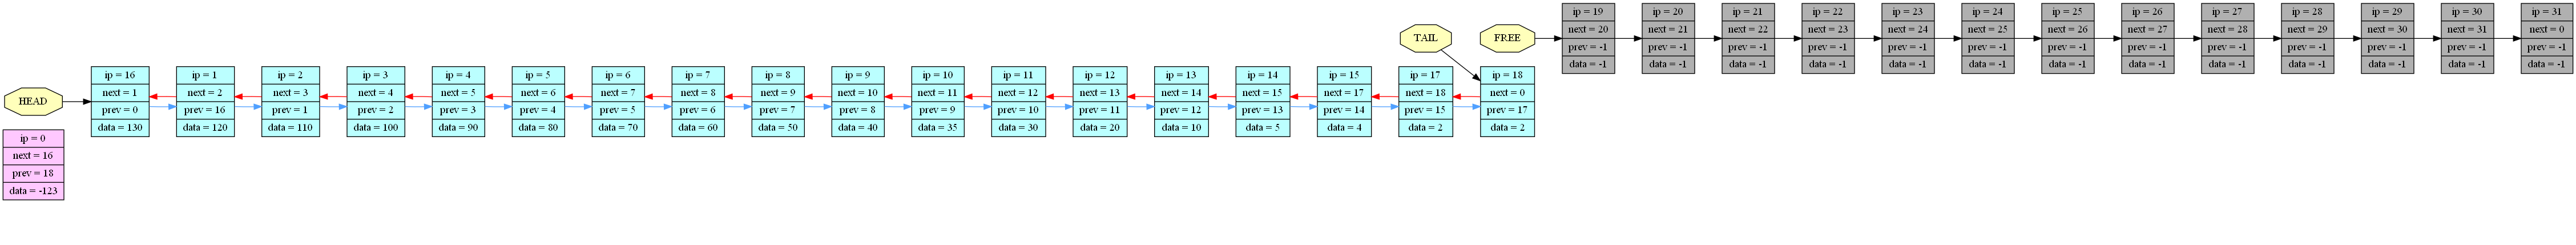 HEAD
ip = 0
next = 16
prev = 18
data = -123
ip = 16
next = 1
prev = 0
data = 130
ip = 1
next = 2
prev = 16
data = 120
ip = 2
next = 3
prev = 1
data = 110
ip = 3
next = 4
prev = 2
data = 100
ip = 4
next = 5
prev = 3
data = 90
ip = 5
next = 6
prev = 4
data = 80
ip = 6
next = 7
prev = 5
data = 70
ip = 7
next = 8
prev = 6
data = 60
ip = 8
next = 9
prev = 7
data = 50
ip = 9
next = 10
prev = 8
data = 40
ip = 10
next = 11
prev = 9
data = 35
ip = 11
next = 12
prev = 10
data = 30
ip = 12
next = 13
prev = 11
data = 20
ip = 13
next = 14
prev = 12
data = 10
ip = 14
next = 15
prev = 13
data = 5
ip = 15
next = 17
prev = 14
data = 4
ip = 17
next = 18
prev = 15
data = 2
TAIL
ip = 18
next = 0
prev = 17
data = 2
FREE
ip = 19
next = 20
prev = -1
data = -1
ip = 20
next = 21
prev = -1
data = -1
ip = 21
next = 22
prev = -1
data = -1
ip = 22
next = 23
prev = -1
data = -1
ip = 23
next = 24
prev = -1
data = -1
ip = 24
next = 25
prev = -1
data = -1
ip = 25
next = 26
prev = -1
data = -1
ip = 26
next = 27
prev = -1
data = -1
ip = 27
next = 28
prev = -1
data = -1
ip = 28
next = 29
prev = -1
data = -1
ip = 29
next = 30
prev = -1
data = -1
ip = 30
next = 31
prev = -1
data = -1
ip = 31
next = 0
prev = -1
data = -1